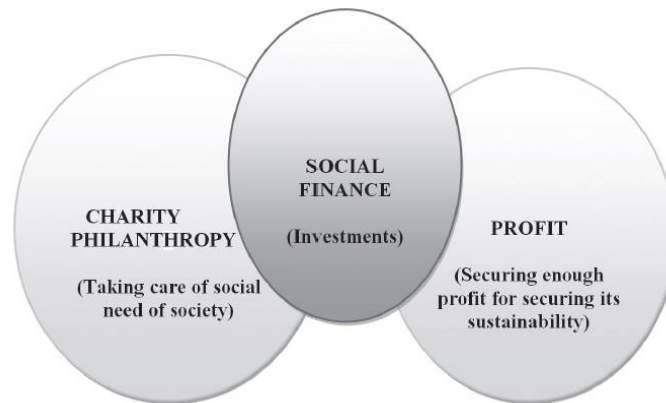 SOCIAL
FINANCE
(Investments)
CHARITY
PHILANTHROPY
(Taking care of social
need of society)
PROFIT
(Securing enough
profit for securing its
sustainability)